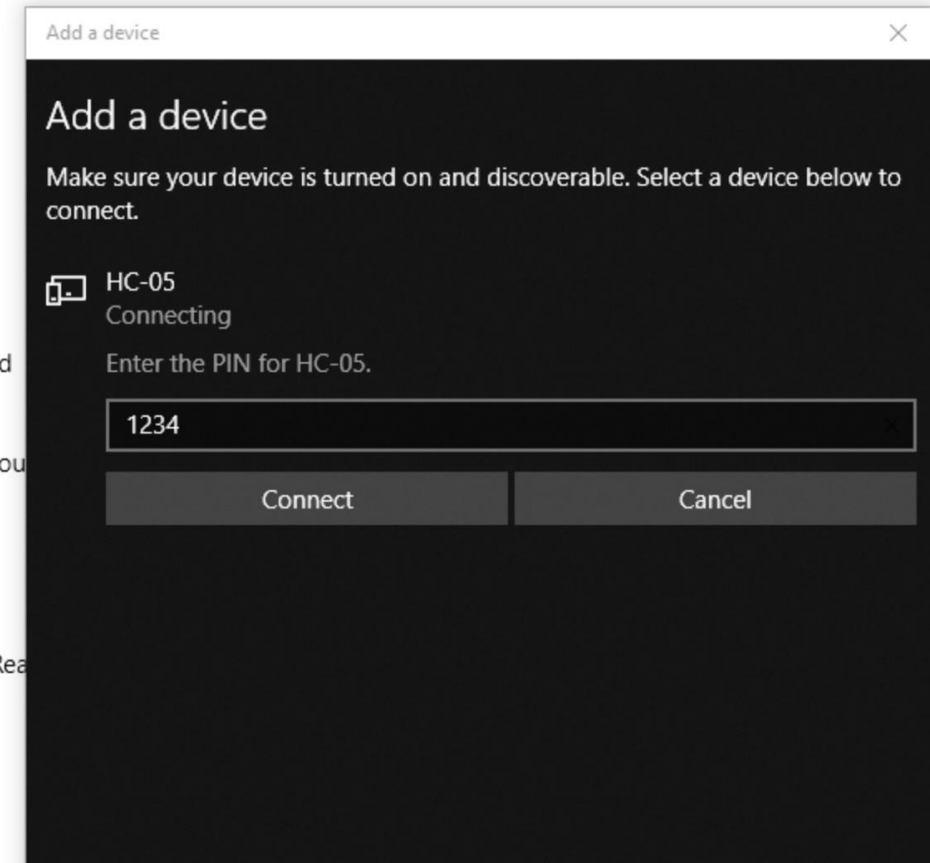 Add a device
Add a device
Make sure your device is turned on and discoverable. Select a device below to
connect.
HC-05
Connecting
Enter the PIN for HC-05.
1234
Connect
Cancel